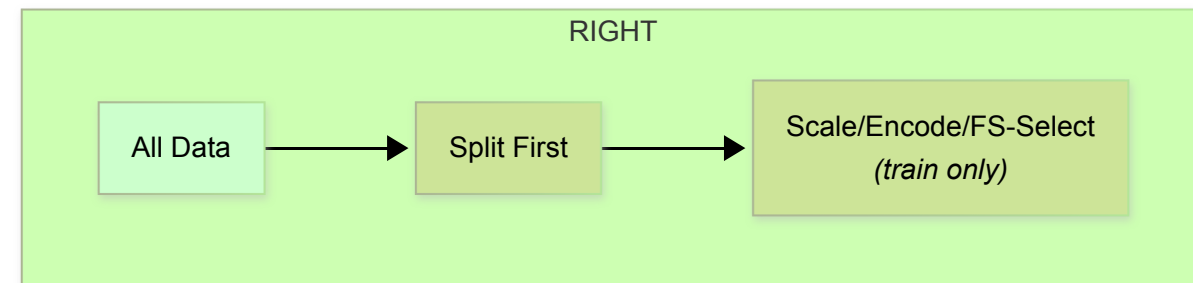 RIGHT
All Data
Split First
Scale/Encode/FS-Select
(train only)